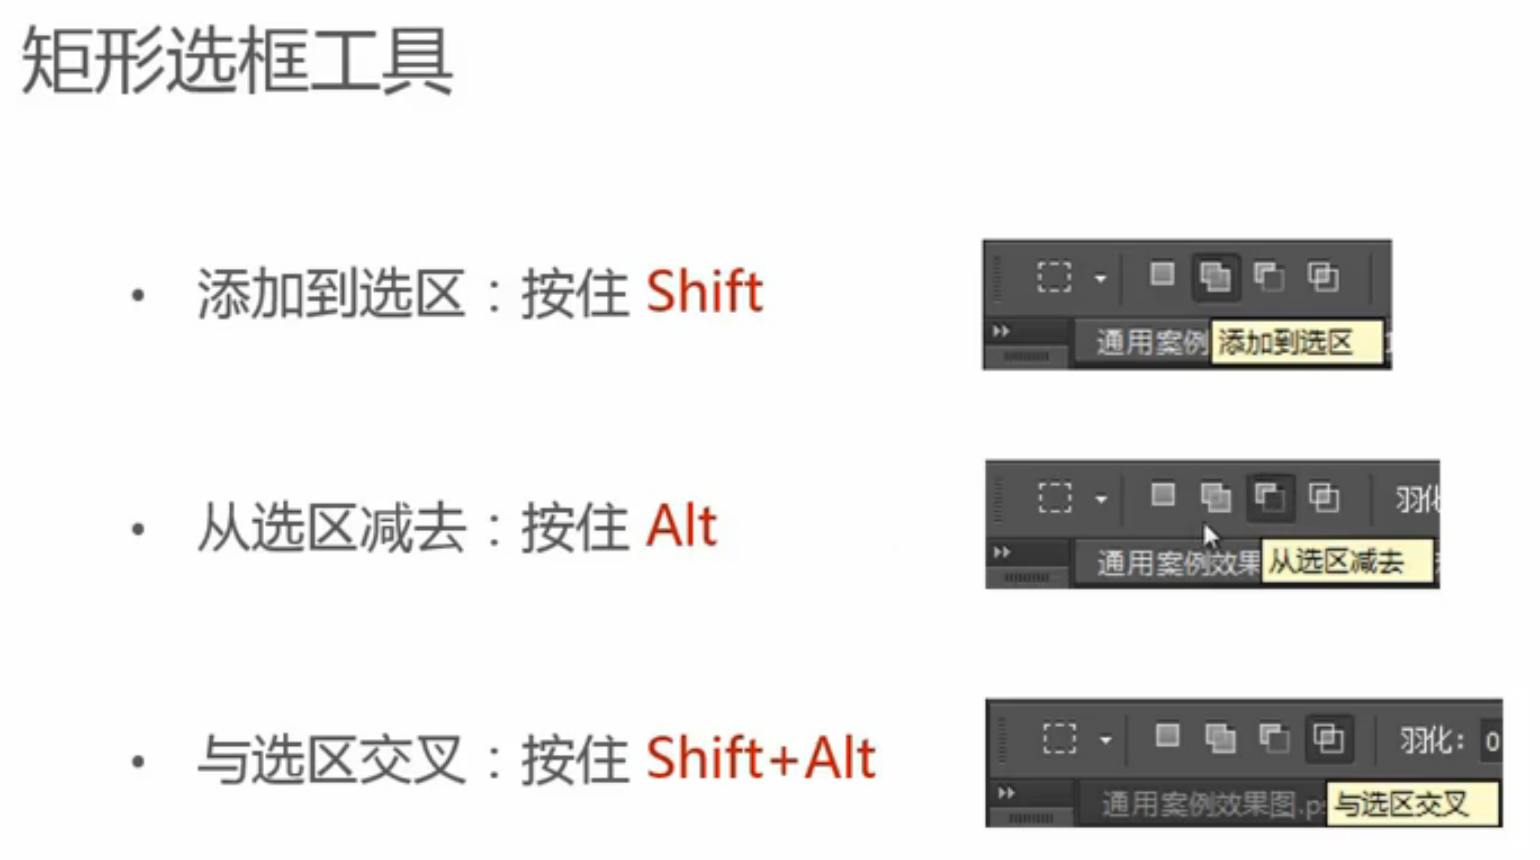 矩形选框工具
• 添加到选区：按住 Shift
通用案例
添加到选区
• 从选区减去：按住 Alt
羽化
通用案例效果
从选区减去
• 与选区交叉：按住 Shift+Alt
羽化： 0
通用案例效果图.ps
与选区交叉